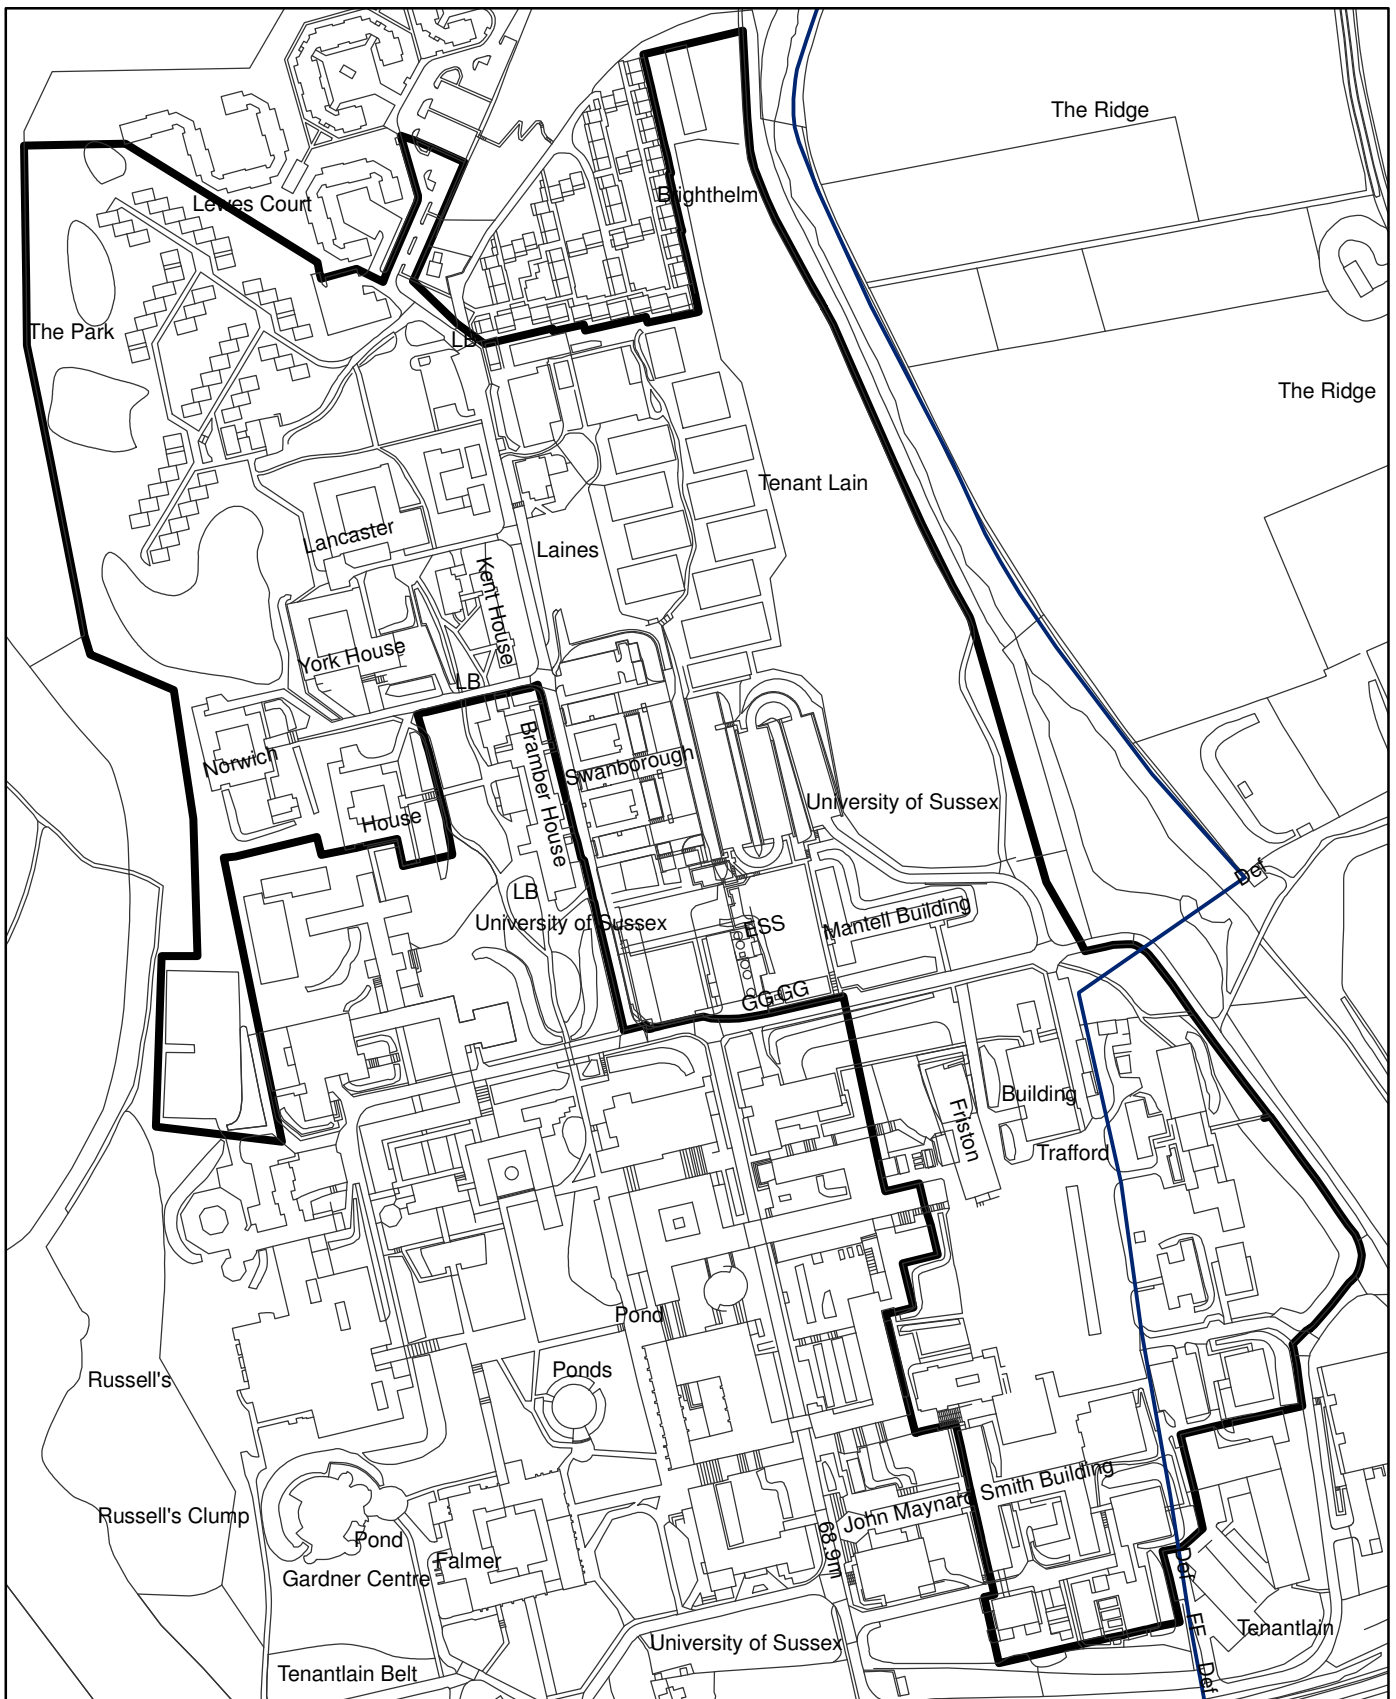 The Ridge
Brighthelm
Lewes Court
The Park
LB
The Ridge
Tenant Lain
Lancaster
Laines
Kent House
York House
LB
Norwich
Bramber House
Swanborough
University of Sussex
House
Def
LB
University of Sussex
ESS
Mantell Building
GG GG
Friston
Building
Trafford
Pond
Ponds
Russell's
John Maynard Smith Building
Russell's Clump
68.9m
Pond
Falmer
Gardner Centre
Def
FF
Tenantlain
University of Sussex
Tenantlain Belt
Def